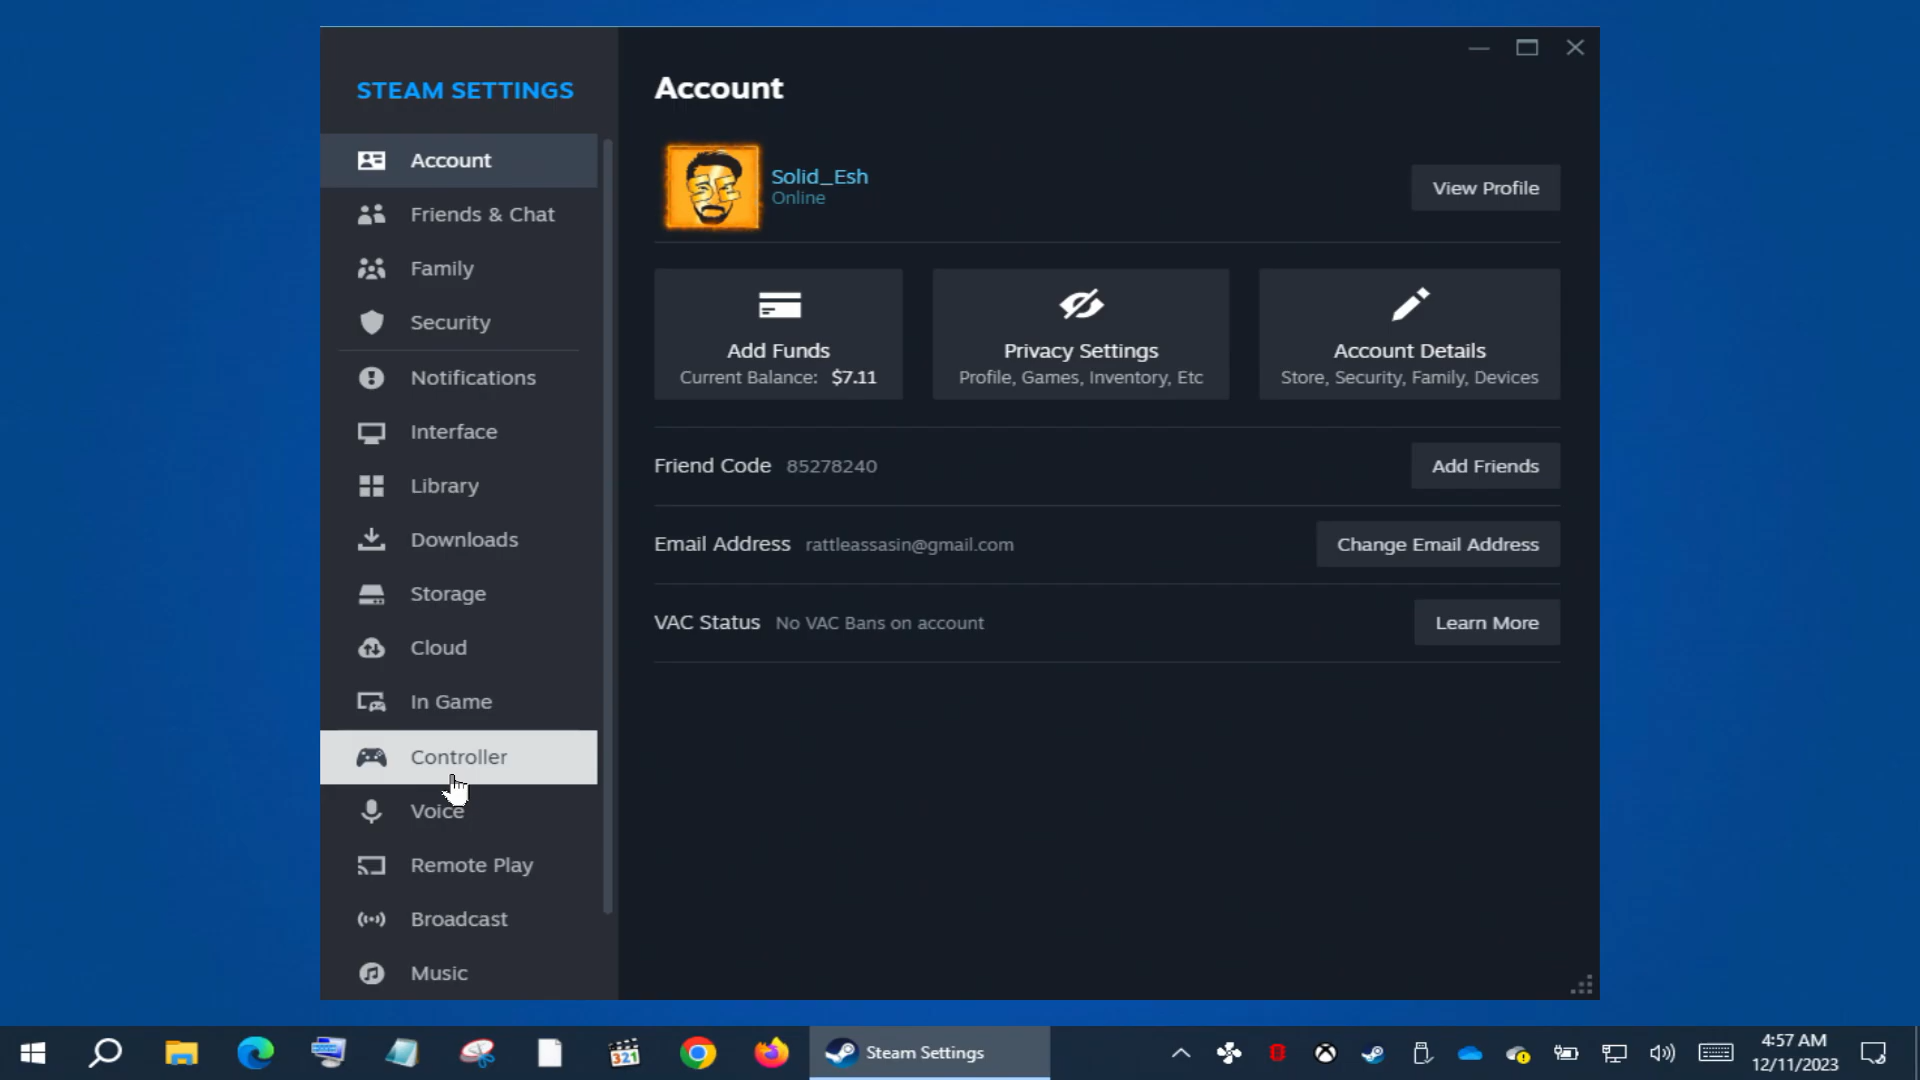 STEAM SETTINGS
Account
Friends & Chat
Family
Security
Notifications
Interface
Library
Downloads
Storage
Cloud
In Game
Controller
Voice
Remote Play
Broadcast
Music
Account
Solid_Esh
Online
View Profile
Add Funds
Current Balance: $7.11
Privacy Settings
Profile, Games, Inventory, Etc
Account Details
Store, Security, Family, Devices
Friend Code 85278240
Add Friends
Email Address rattleassasin@gmail.com
Change Email Address
VAC Status No VAC Bans on account
Learn More
321
Steam Settings
4:57 AM
12/11/2023